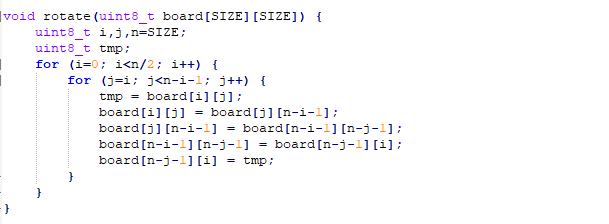 void rotate(uint8_t board[SIZE][SIZE]) {
    uint8_t i,j,n=SIZE;
    uint8_t tmp;
    for (i=0; i<n/2; i++) {
        for (j=i; j<n-i-1; j++) {
            tmp = board[i][j];
            board[i][j] = board[j][n-i-1];
            board[j][n-i-1] = board[n-i-1][n-j-1];
            board[n-i-1][n-j-1] = board[n-j-1][i];
            board[n-j-1][i] = tmp;
        }
    }
}